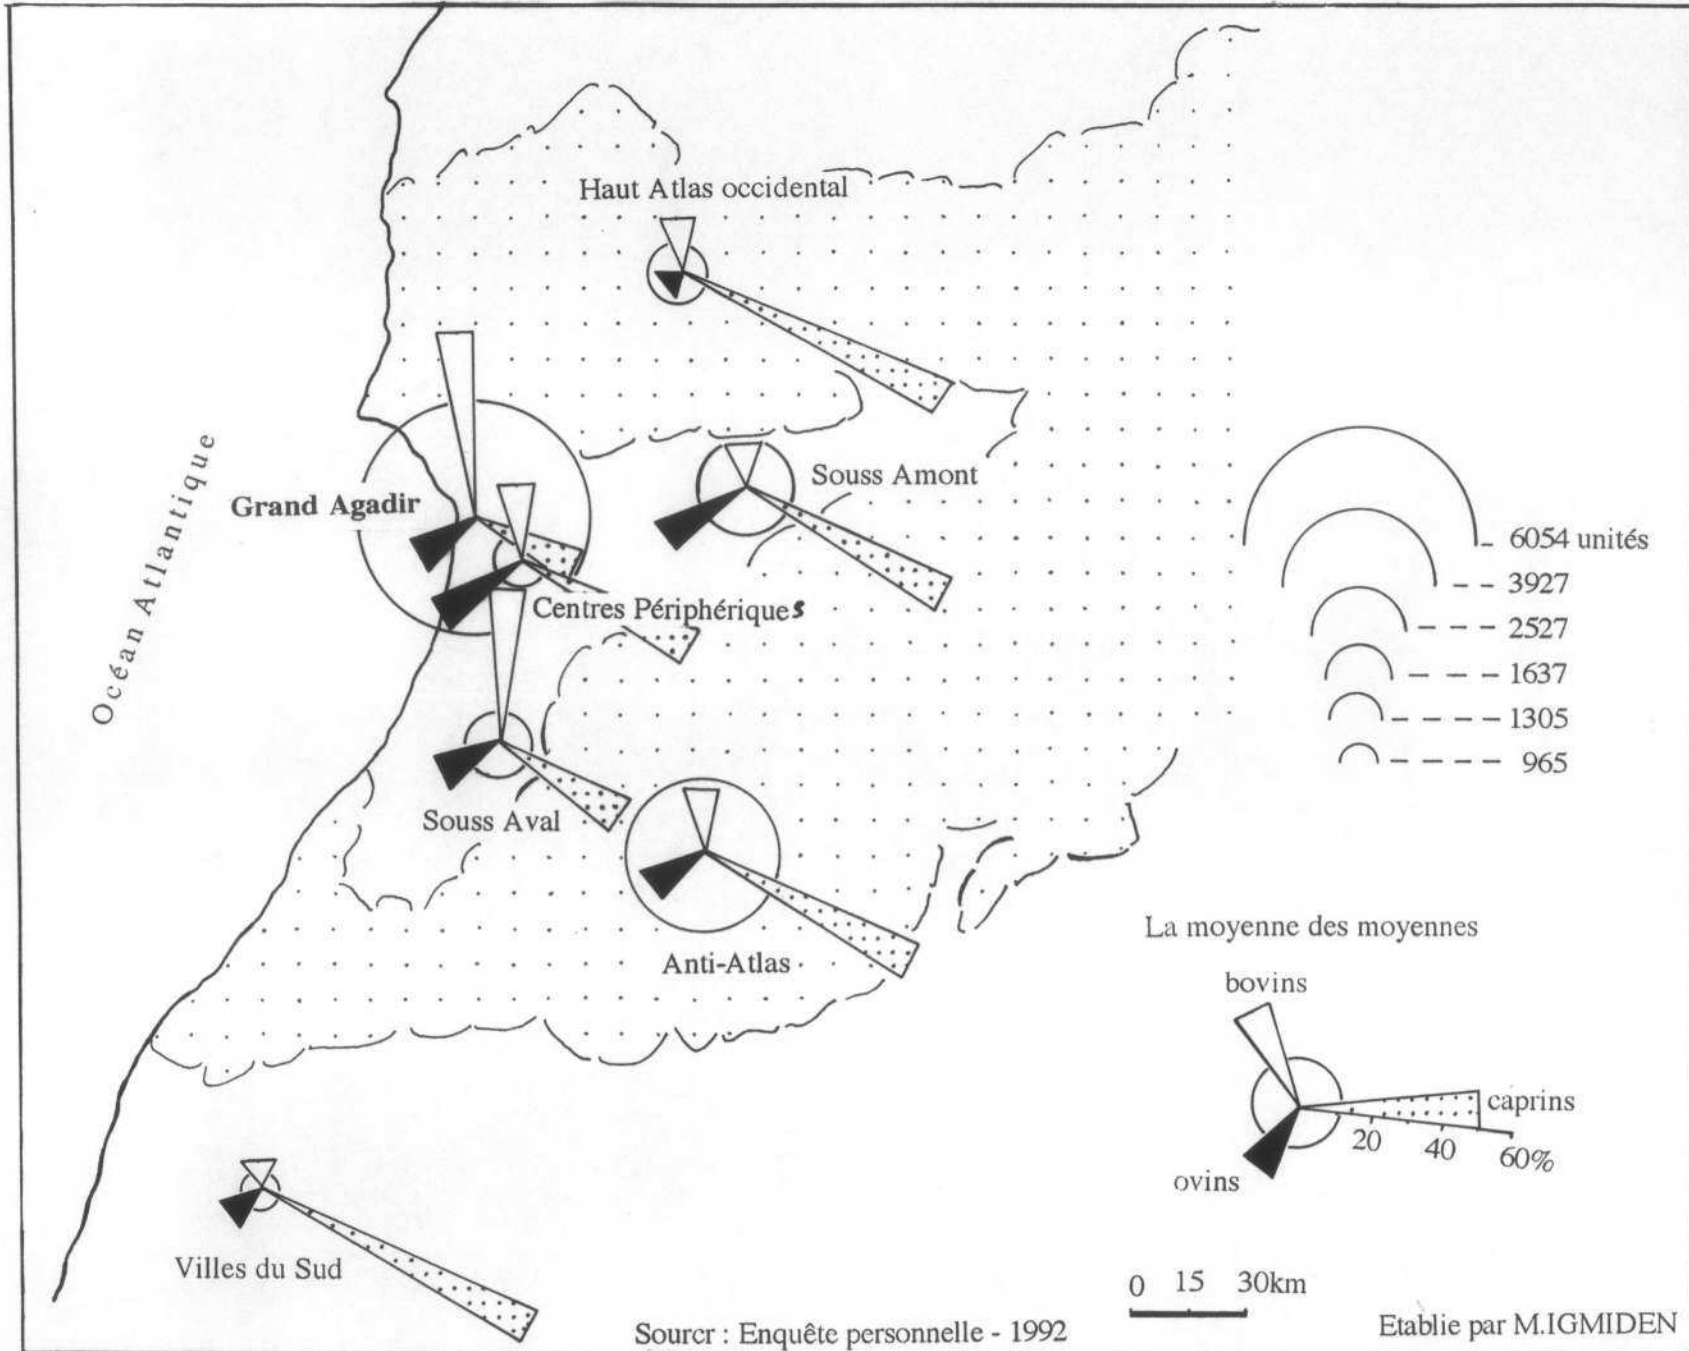 Haut Atlas occidental
Grand Agadir
Souss Amont
Océan Atlantique
Centres Périphériques
6054 unités
3927
2527
1637
1305
965
Souss Aval
Anti-Atlas
La moyenne des moyennes
bovins
caprins
20 40 60%
ovins
Villes du Sud
0 15 30km
Sourcr : Enquête personnelle - 1992
Etablie par M.IGMIDEN